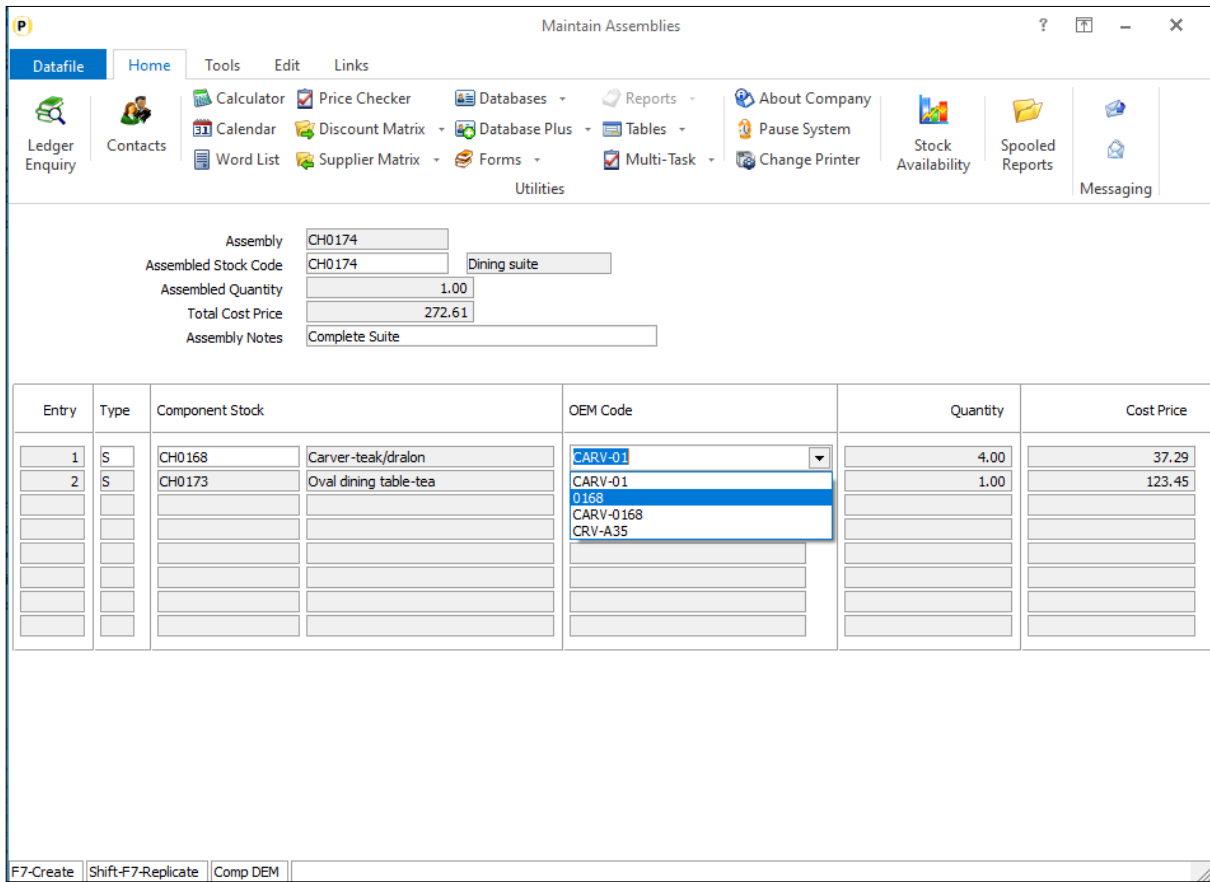 P Maintain Assemblies ?
Datafile Home Tools Edit Links
Ledger Enquiry
Contacts
Calculator Price Checker Databases Reports About Company
31 Calendar Discount Matrix Database Plus Tables Pause System
Word List Supplier Matrix Forms Multi-Task Change Printer
Stock Availability
Spooled Reports
Utilities Messaging
Assembly CH0174
Assembled Stock Code CH0174 Dining suite
Assembled Quantity 1.00
Total Cost Price 272.61
Assembly Notes Complete Suite
Entry Type Component Stock OEM Code Quantity Cost Price
1 S CH0168 Carver-teak/dralon CARV-01 4.00 37.29
2 S CH0173 Oval dining table-tea CARV-01 1.00 123.45
0168
CARV-0168
CRV-A35
F7-Create Shift-F7-Replicate Comp DEM